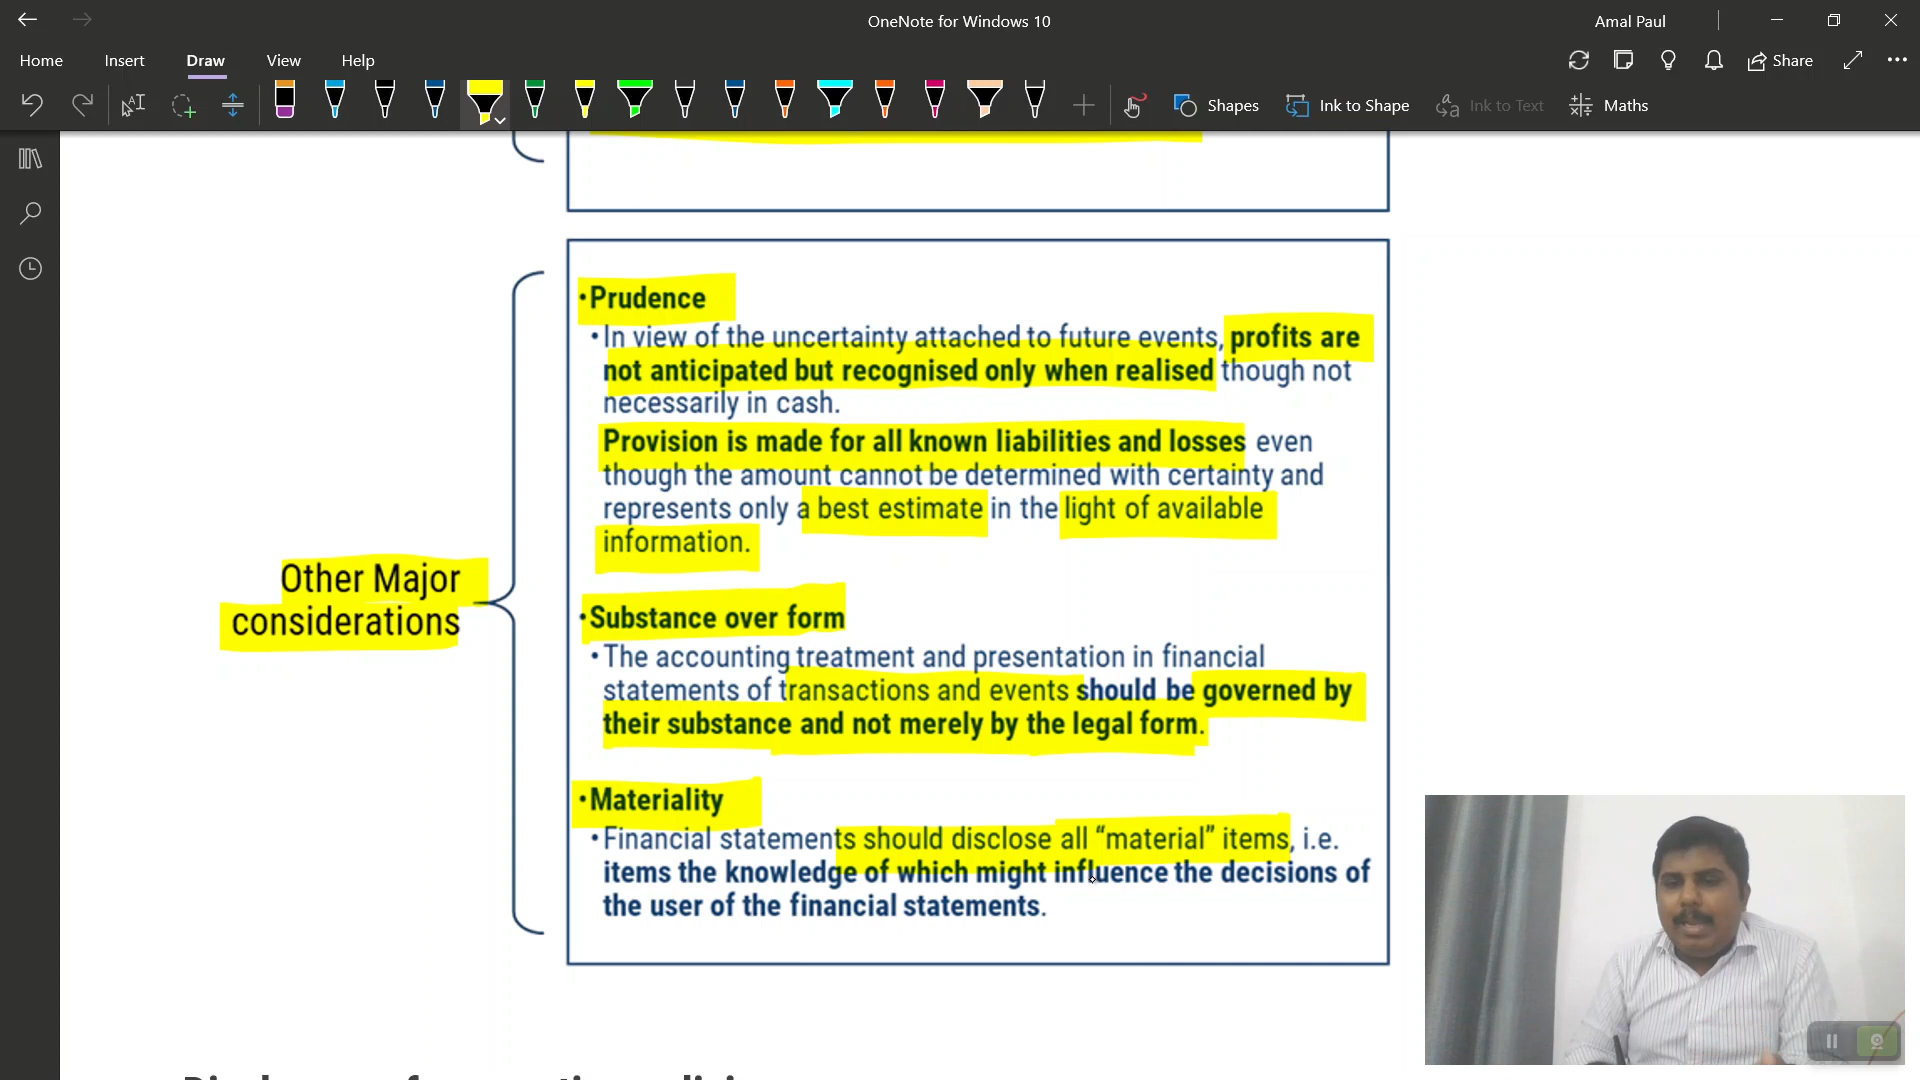 OneNote for Windows 10
Amal Paul
Home Insert Draw View Help
Share
Shapes Ink to Shape Ink to Text Maths
•Prudence
•In view of the uncertainty attached to future events, profits are
not anticipated but recognised only when realised though not
necessarily in cash.
Provision is made for all known liabilities and losses even
though the amount cannot be determined with certainty and
represents only a best estimate in the light of available
information.
Other Major
considerations
•Substance over form
•The accounting treatment and presentation in financial
statements of transactions and events should be governed by
their substance and not merely by the legal form.
•Materiality
•Financial statements should disclose all “material” items, i.e.
items the knowledge of which might influence the decisions of
the user of the financial statements.